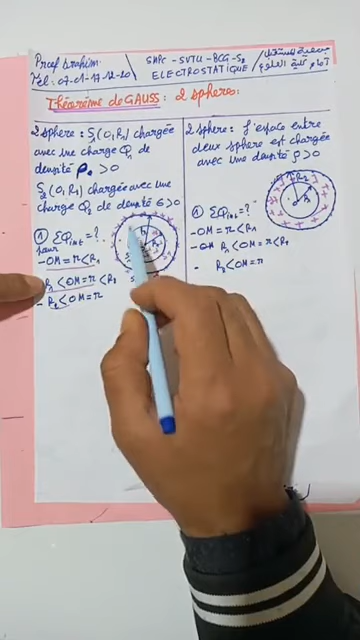 Prof brahim
Tel: 07-01-17-12-20
SMPC - SVTU - BCG - S2
ELECTROSTATIQUE
Théorème de GAUSS: 2 sphères:
2 sphère: S1(O,R1) chargée
avec une charge Q1 de
densité ρ0 >0
S2(O,R2) chargée avec une
charge Q2 de densité σ>0
① ΣQint =?
pour
- OM = r < R1
R1 < OM = r < R2
- R2 < OM = r
2 sphère: l'espace entre
deux sphère est chargée
avec une densité ρ>0
① ΣQint =?
- OM = r < R1
- OM R1 < OM = r < R2
- R2 < OM = r